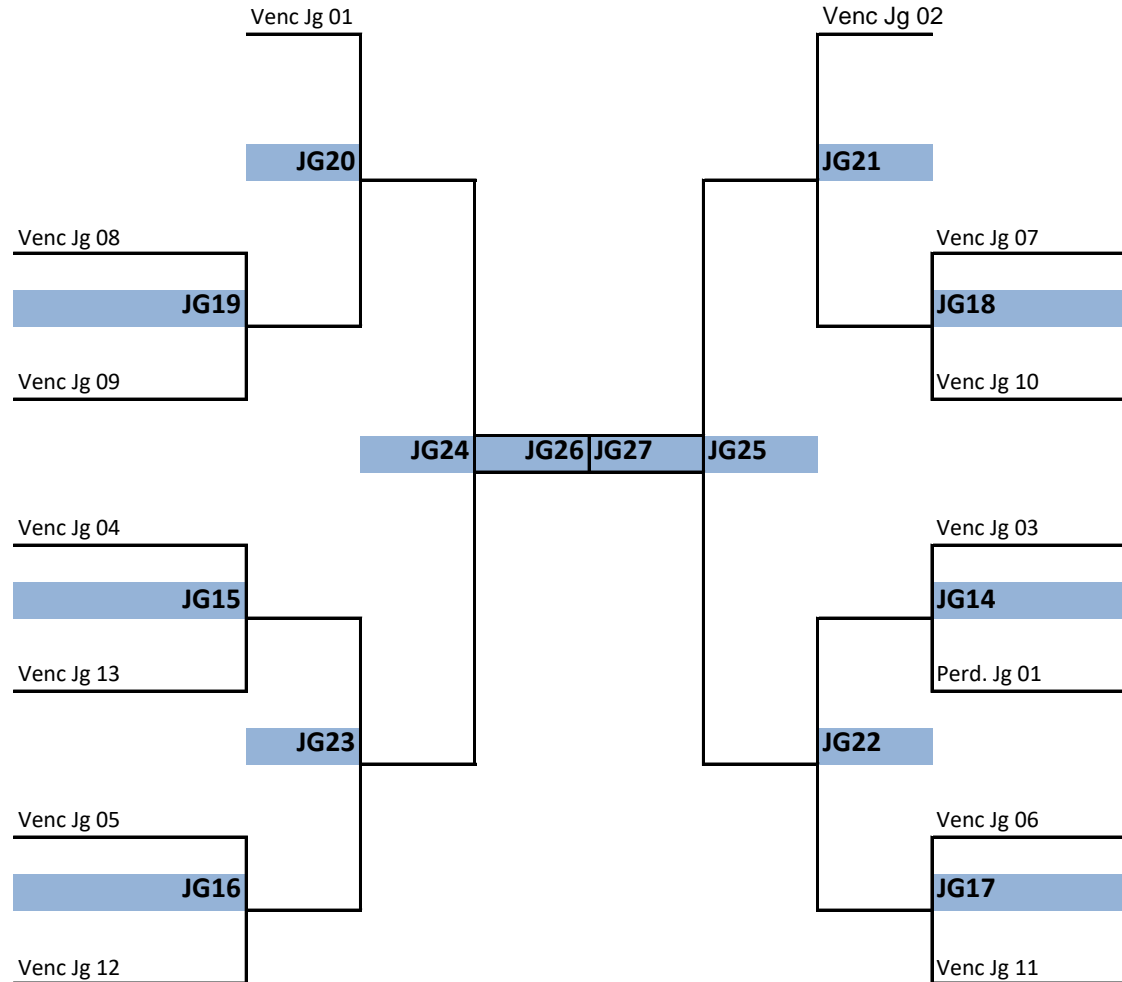 Venc Jg 01
Venc Jg 02
JG20
JG21
Venc Jg 08
Venc Jg 07
JG19
JG18
Venc Jg 09
Venc Jg 10
JG24
JG26
JG27
JG25
Venc Jg 04
Venc Jg 03
JG15
JG14
Venc Jg 13
Perd. Jg 01
JG23
JG22
Venc Jg 05
Venc Jg 06
JG16
JG17
Venc Jg 12
Venc Jg 11